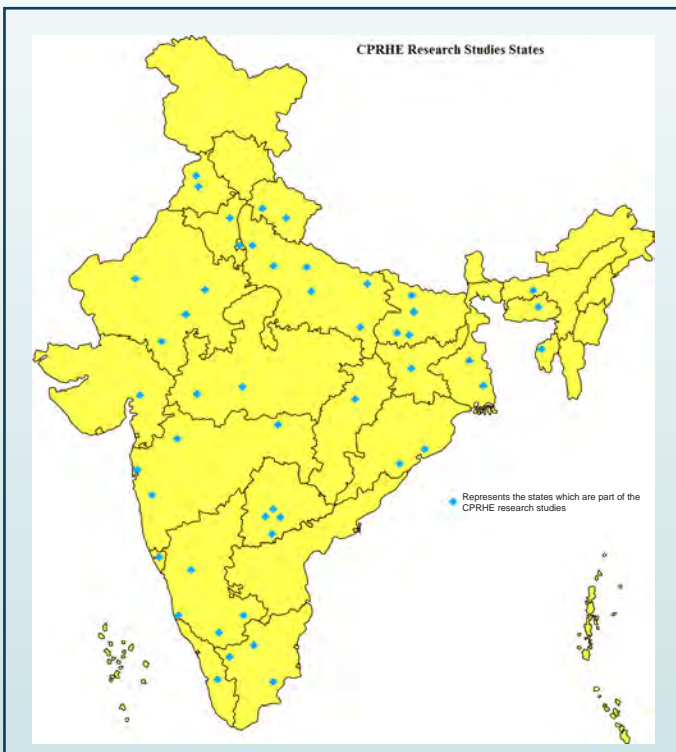 CPRHE Research Studies States
Represents the states which are part of the
CPRHE research studies